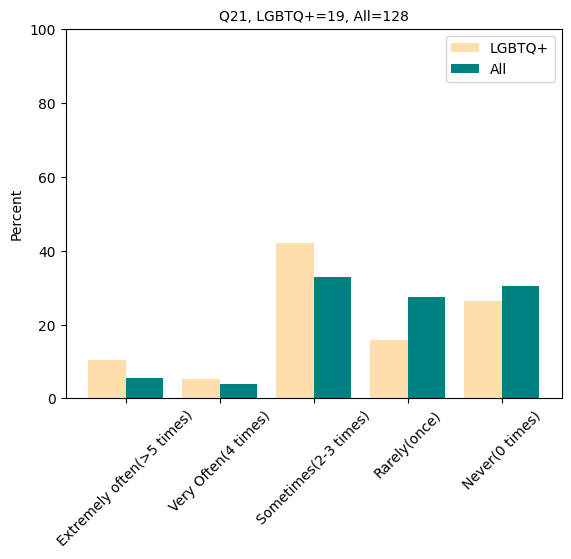 Q21, LGBTQ+=19, All=128
100
80
60
40
20
0
Percent
LGBTQ+
All
Extremely often(>5 times)
Very Often(4 times)
Sometimes(2-3 times)
Rarely(once)
Never(0 times)